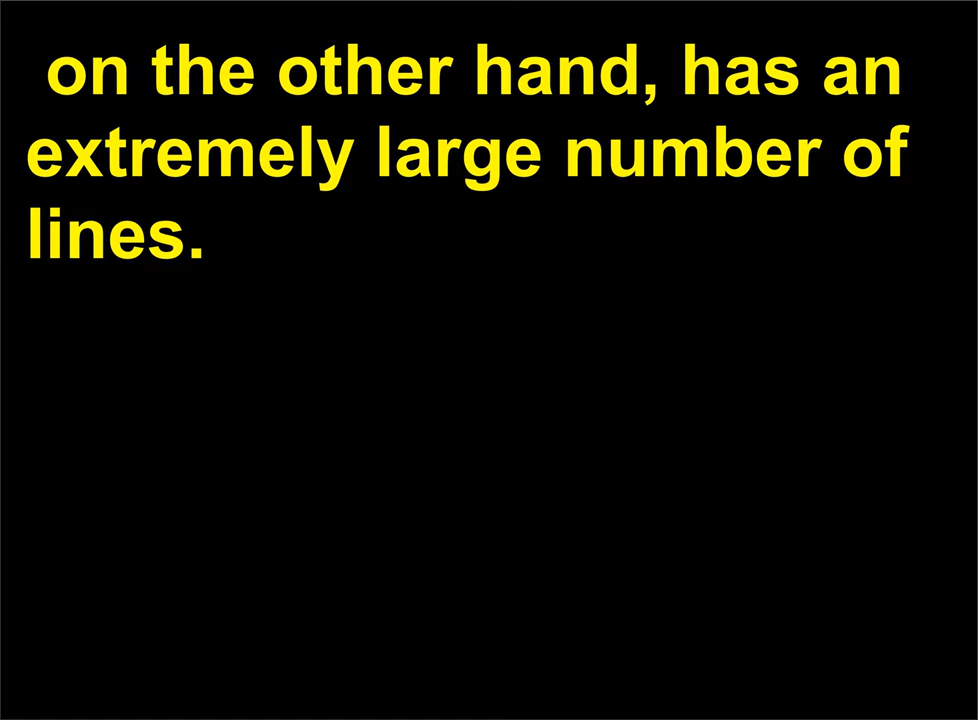 on the other hand, has an
extremely large number of
lines.